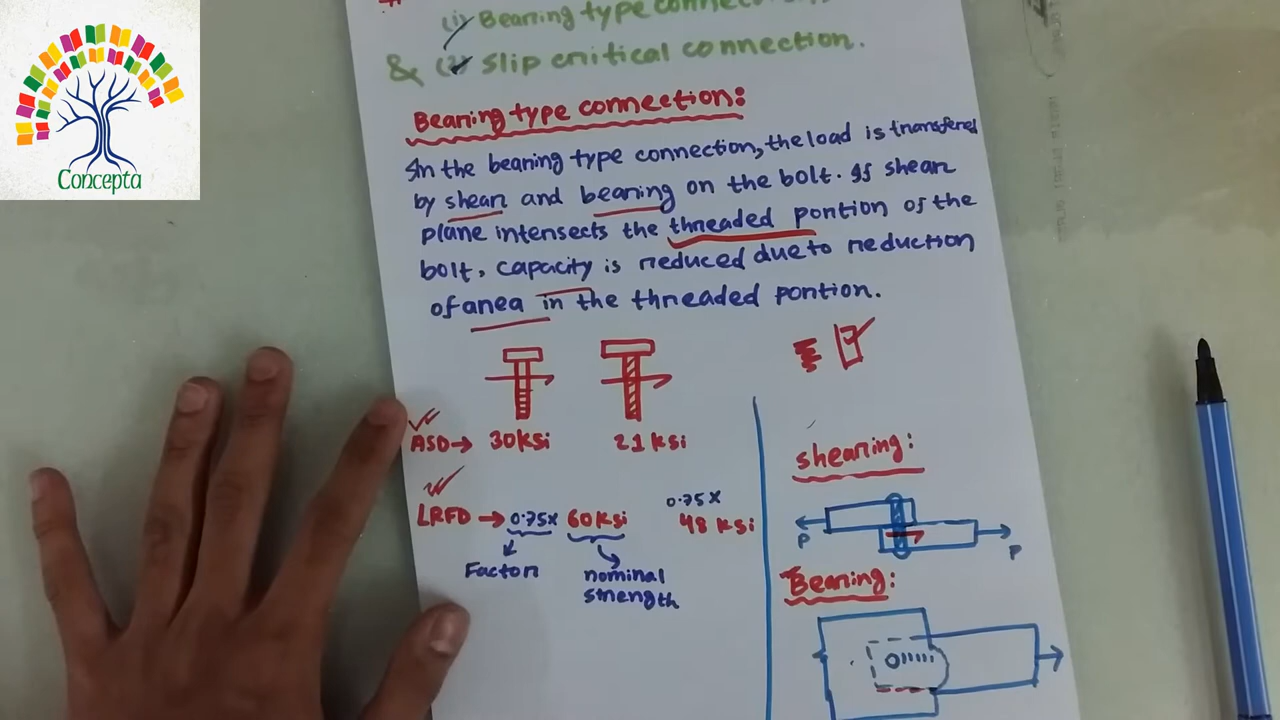 (i) Bearing type connection
& (2) Slip critical connection.
Bearing type connection:
In the bearing type connection, the load is transfered
by shear and bearing on the bolt. If shear
plane intersects the threaded portion of the
bolt, capacity is reduced due to reduction
of area in the threaded portion.
ASD → 30ksi 21 ksi
LRFD → 0.75x 60ksi 0.75x 48 ksi
Factor nominal
strength
shearing:
P P
Bearing:
Concepta